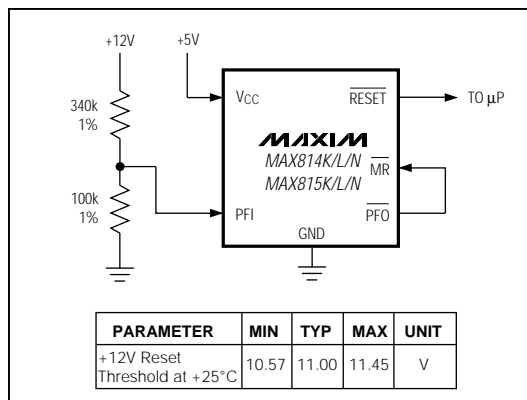 +12V
+5V
340k
1%
100k
1%
VCC
RESET
TO µP
MAXIM
MAX814K/L/N
MAX815K/L/N
MR
PFI
PFO
GND
PARAMETER MIN TYP MAX UNIT
+12V Reset
Threshold at +25°C 10.57 11.00 11.45 V